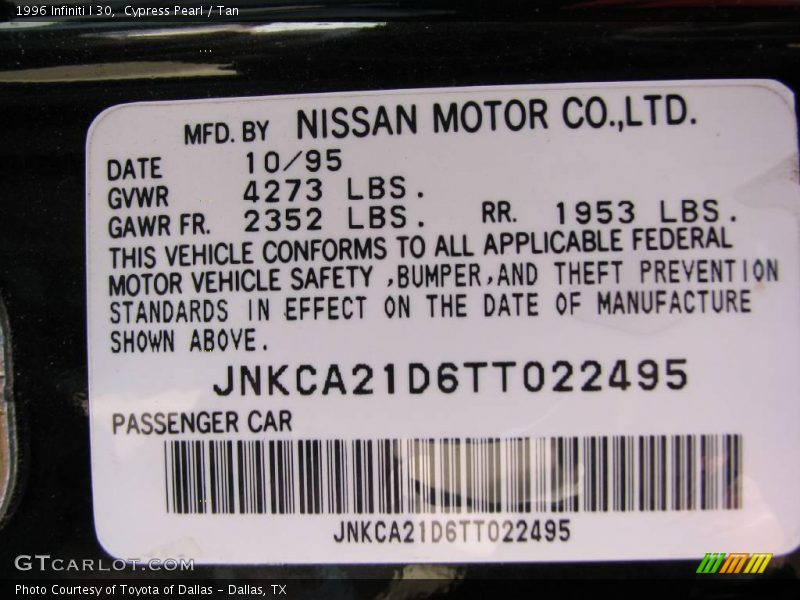 1996 Infiniti I 30,  Cypress Pearl / Tan
MFD. BY NISSAN MOTOR CO.,LTD.
DATE 10/95
GVWR 4273 LBS.
GAWR FR. 2352 LBS. RR. 1953 LBS.
THIS VEHICLE CONFORMS TO ALL APPLICABLE FEDERAL
MOTOR VEHICLE SAFETY ,BUMPER,AND THEFT PREVENTION
STANDARDS IN EFFECT ON THE DATE OF MANUFACTURE
SHOWN ABOVE.
JNKCA21D6TT022495
PASSENGER CAR
JNKCA21D6TT022495
GTCARLOT.COM
Photo Courtesy of Toyota of Dallas - Dallas, TX